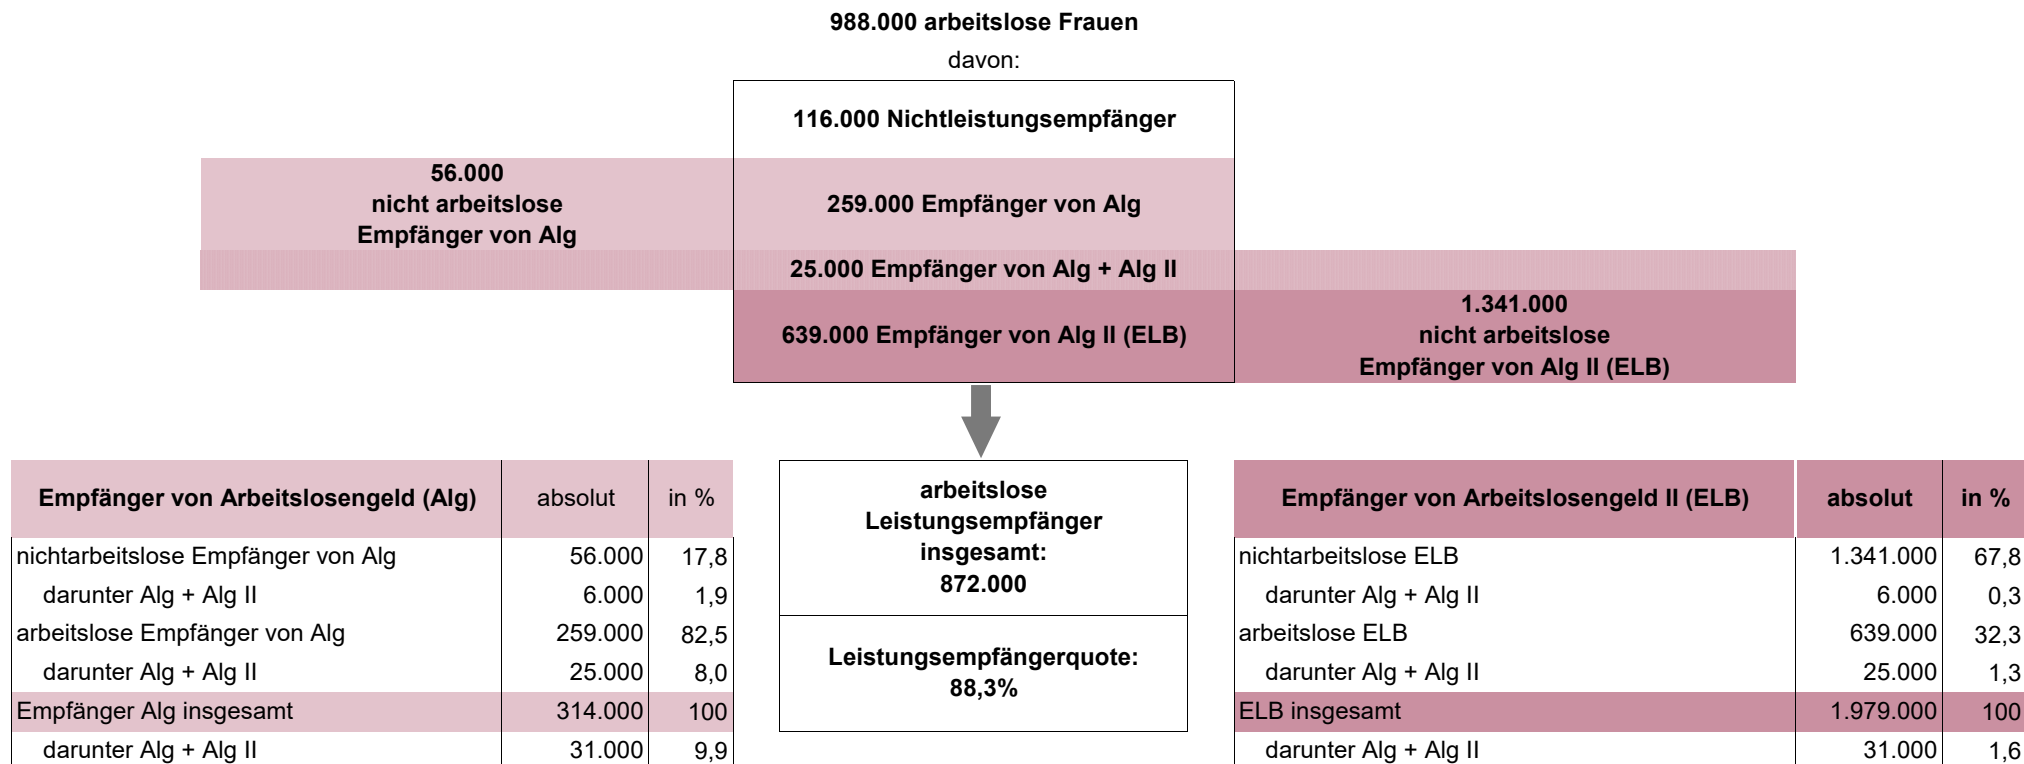 988.000 arbeitslose Frauen
davon:
116.000 Nichtleistungsempfänger
56.000
nicht arbeitslose
Empfänger von Alg
259.000 Empfänger von Alg
25.000 Empfänger von Alg + Alg II
639.000 Empfänger von Alg II (ELB)
1.341.000
nicht arbeitslose
Empfänger von Alg II (ELB)
Empfänger von Arbeitslosengeld (Alg) absolut in %
nichtarbeitslose Empfänger von Alg 56.000 17,8
darunter Alg + Alg II 6.000 1,9
arbeitslose Empfänger von Alg 259.000 82,5
darunter Alg + Alg II 25.000 8,0
Empfänger Alg insgesamt 314.000 100
darunter Alg + Alg II 31.000 9,9
arbeitslose
Leistungsempfänger
insgesamt:
872.000
Leistungsempfängerquote:
88,3%
Empfänger von Arbeitslosengeld II (ELB) absolut in %
nichtarbeitslose ELB 1.341.000 67,8
darunter Alg + Alg II 6.000 0,3
arbeitslose ELB 639.000 32,3
darunter Alg + Alg II 25.000 1,3
ELB insgesamt 1.979.000 100
darunter Alg + Alg II 31.000 1,6